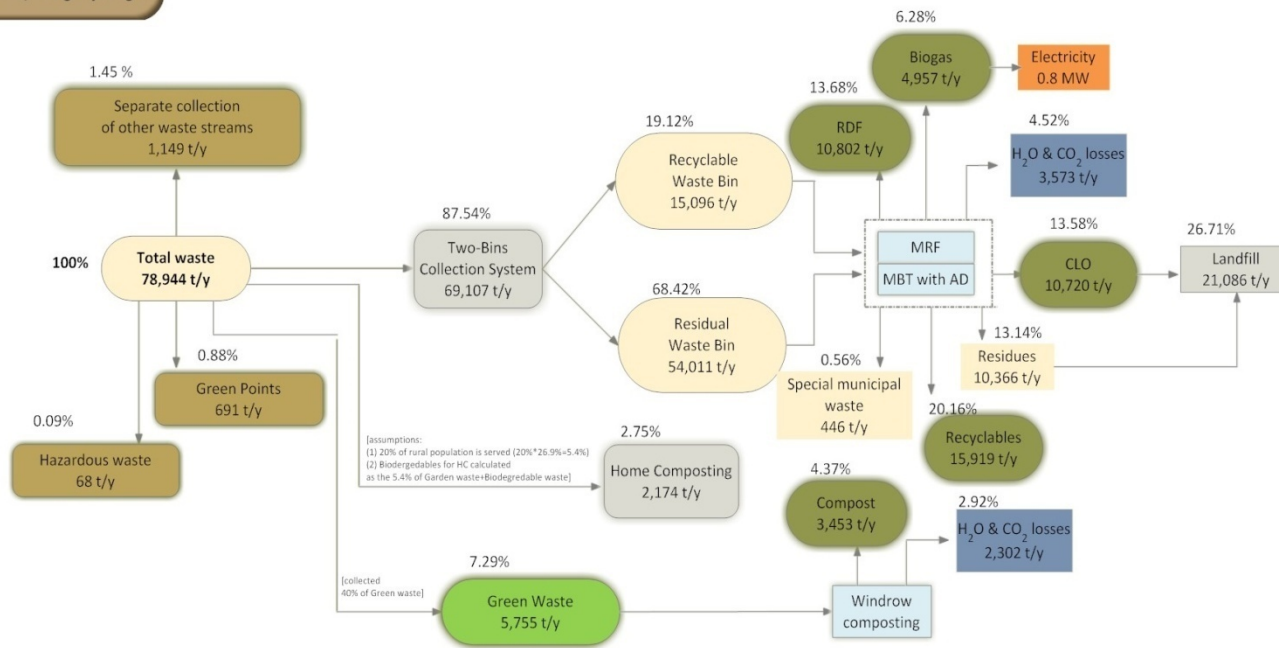 6.28%
Biogas
4,957 t/y
Electricity
0.8 MW
1.45 %
Separate collection
of other waste streams
1,149 t/y
13.68%
RDF
10,802 t/y
4.52%
H₂O & CO₂ losses
3,573 t/y
19.12%
Recyclable
Waste Bin
15,096 t/y
87.54%
Two-Bins
Collection System
69,107 t/y
100%
Total waste
78,944 t/y
MRF
MBT with AD
13.58%
CLO
10,720 t/y
26.71%
Landfill
21,086 t/y
68.42%
Residual
Waste Bin
54,011 t/y
13.14%
Residues
10,366 t/y
0.56%
Special municipal
waste
446 t/y
0.88%
Green Points
691 t/y
20.16%
Recyclables
15,919 t/y
0.09%
Hazardous waste
68 t/y
[assumptions:
(1) 20% of rural population is served (20%*26.9%=5.4%)
(2) Biodergedables for HC calculated
as the 5.4% of Garden waste+Biodegredable waste]
2.75%
Home Composting
2,174 t/y
4.37%
Compost
3,453 t/y
2.92%
H₂O & CO₂ losses
2,302 t/y
[collected
40% of Green waste]
7.29%
Green Waste
5,755 t/y
Windrow
composting